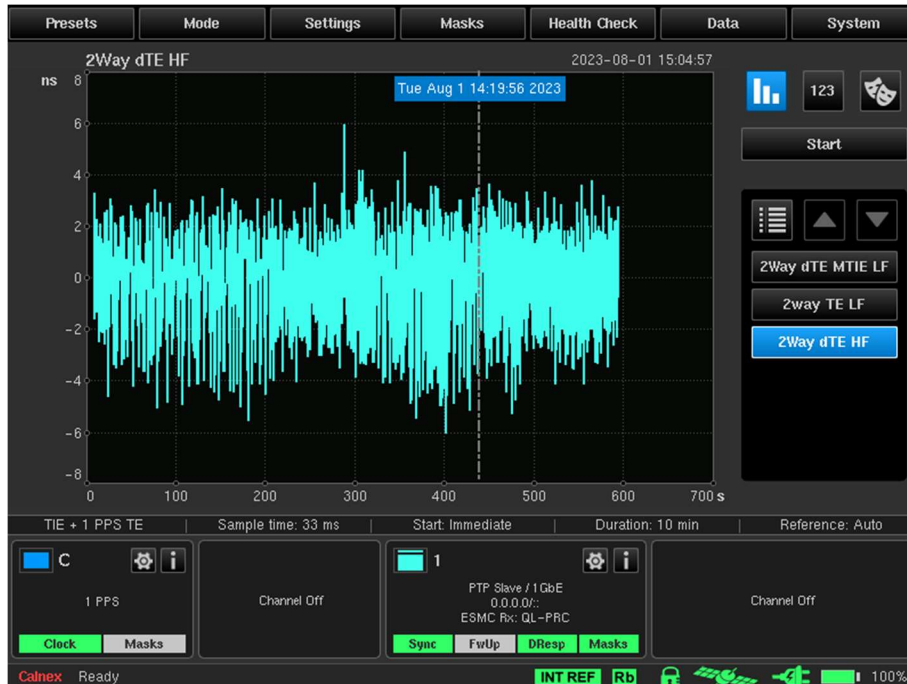 Presets Mode Settings Masks Health Check Data System
2Way dTE HF 2023-08-01 15:04:57
ns 8
Tue Aug 1 14:19:56 2023
123
6
Start
4
2
2Way dTE MTIE LF
0
2way TE LF
-2
2Way dTE HF
-4
-6
-8
0 100 200 300 400 500 600 700 s
TIE + 1 PPS TE | Sample time: 33 ms | Start: Immediate | Duration: 10 min | Reference: Auto
C i 1 i
1 PPS Channel Off PTP Slave / 1GbE Channel Off
0.0.0.0/::
ESMC Rx: QL-PRC
Clock Masks Sync FwUp DResp Masks
Calnex Ready INT REF Rb 100%